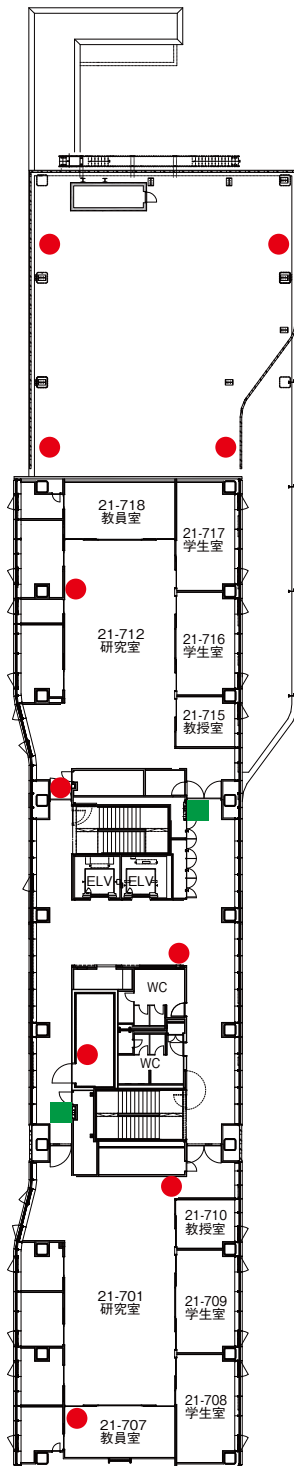 21-718
教員室
21-717
学生室
21-712
研究室
21-716
学生室
21-715
教授室
ELV
ELV
WC
WC
21-710
教授室
21-701
研究室
21-709
学生室
21-708
学生室
21-707
教員室